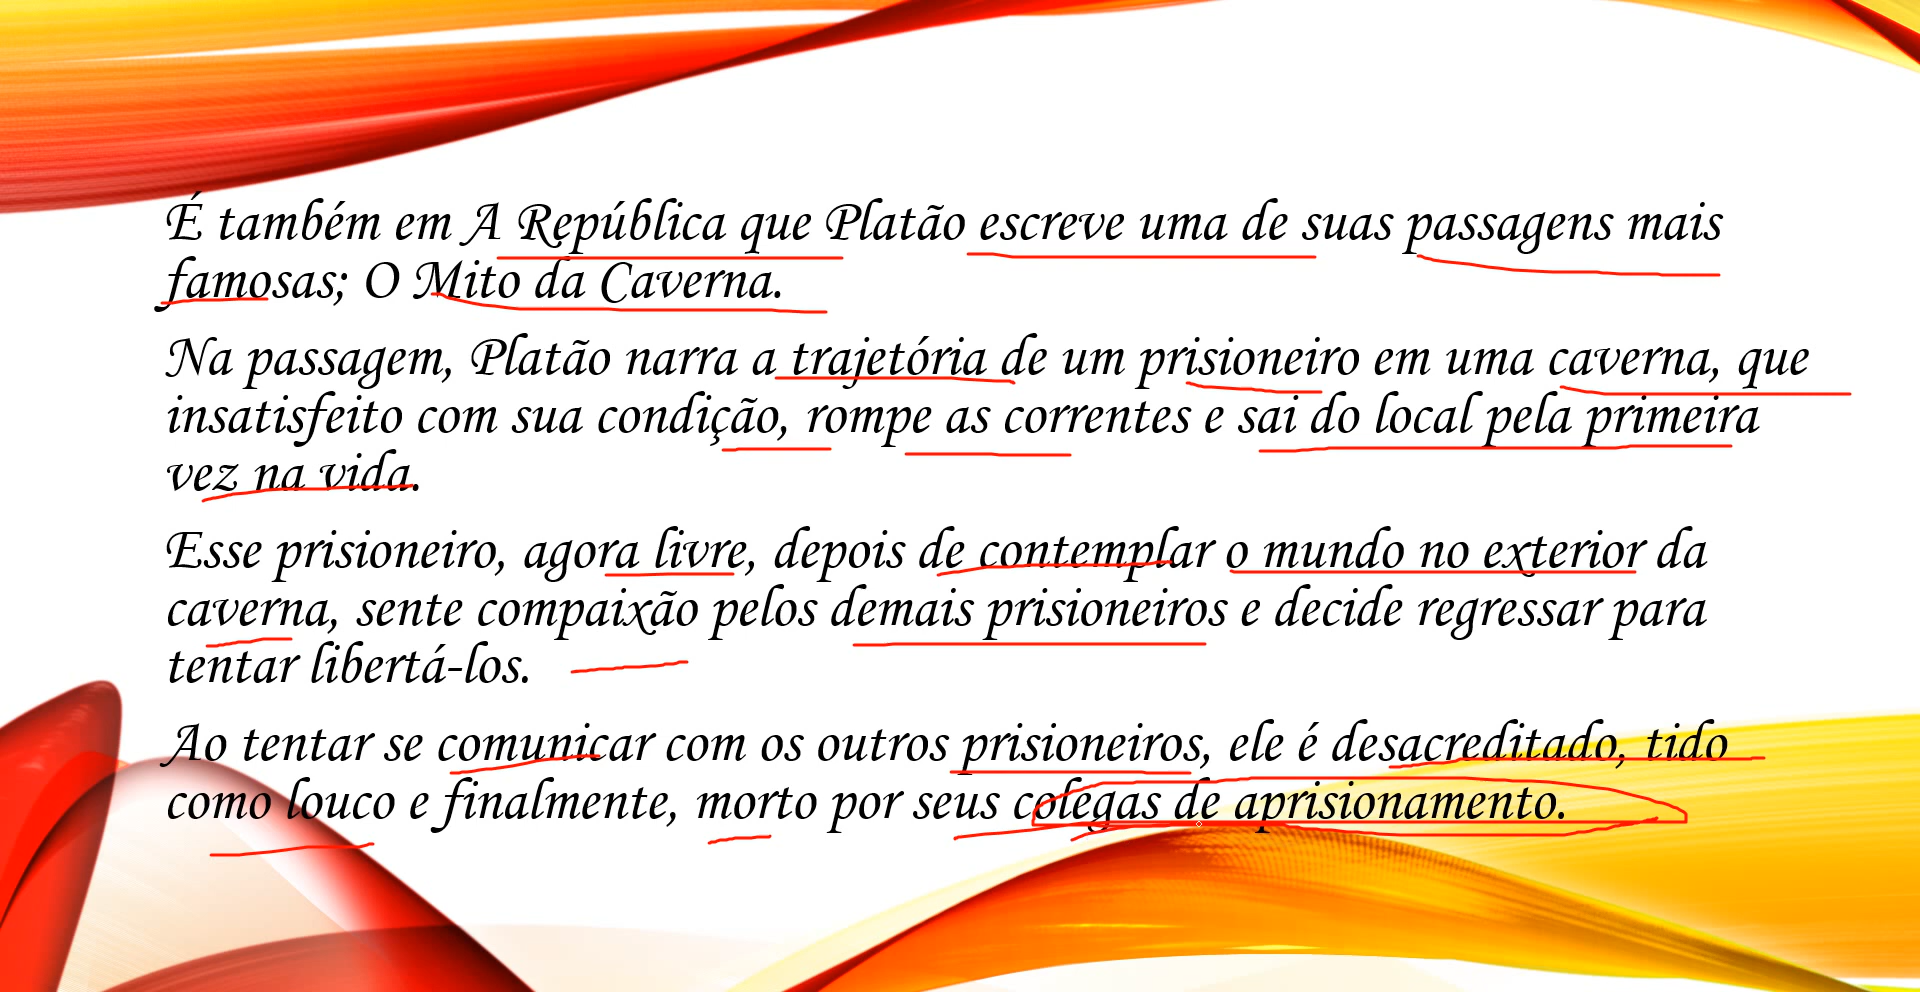 É também em A República que Platão escreve uma de suas passagens mais
famosas; O Mito da Caverna.
Na passagem, Platão narra a trajetória de um prisioneiro em uma caverna, que
insatisfeito com sua condição, rompe as correntes e sai do local pela primeira
vez na vida.
Esse prisioneiro, agora livre, depois de contemplar o mundo no exterior da
caverna, sente compaixão pelos demais prisioneiros e decide regressar para
tentar libertá-los.
Ao tentar se comunicar com os outros prisioneiros, ele é desacreditado, tido
como louco e finalmente, morto por seus colegas de aprisionamento.